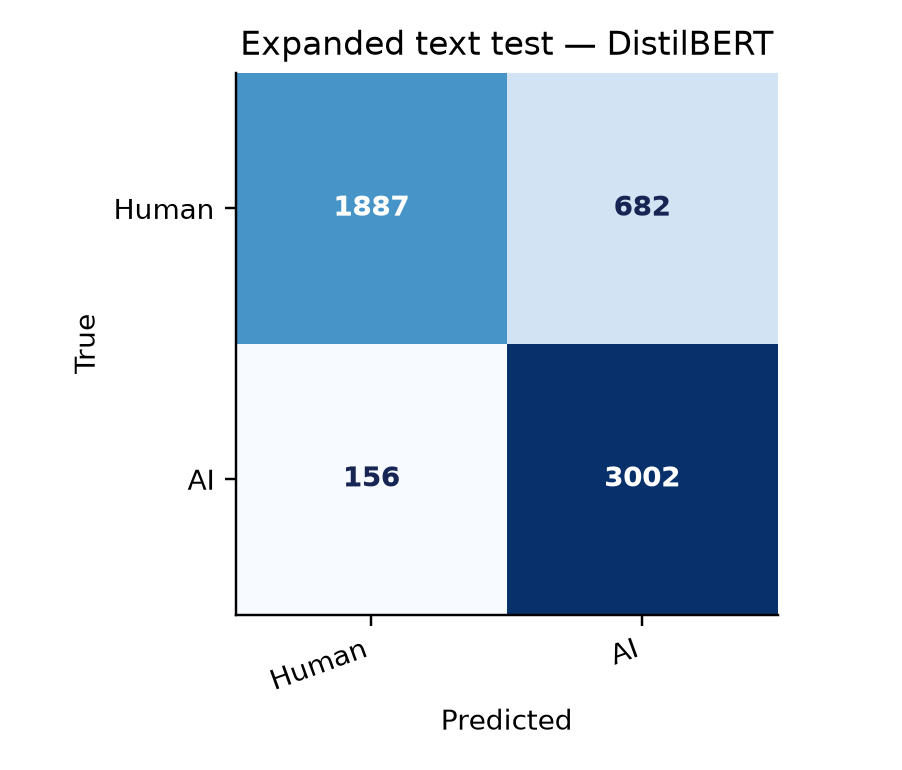 Expanded text test — DistilBERT
Human
1887
682
True
AI
156
3002
Human
AI
Predicted